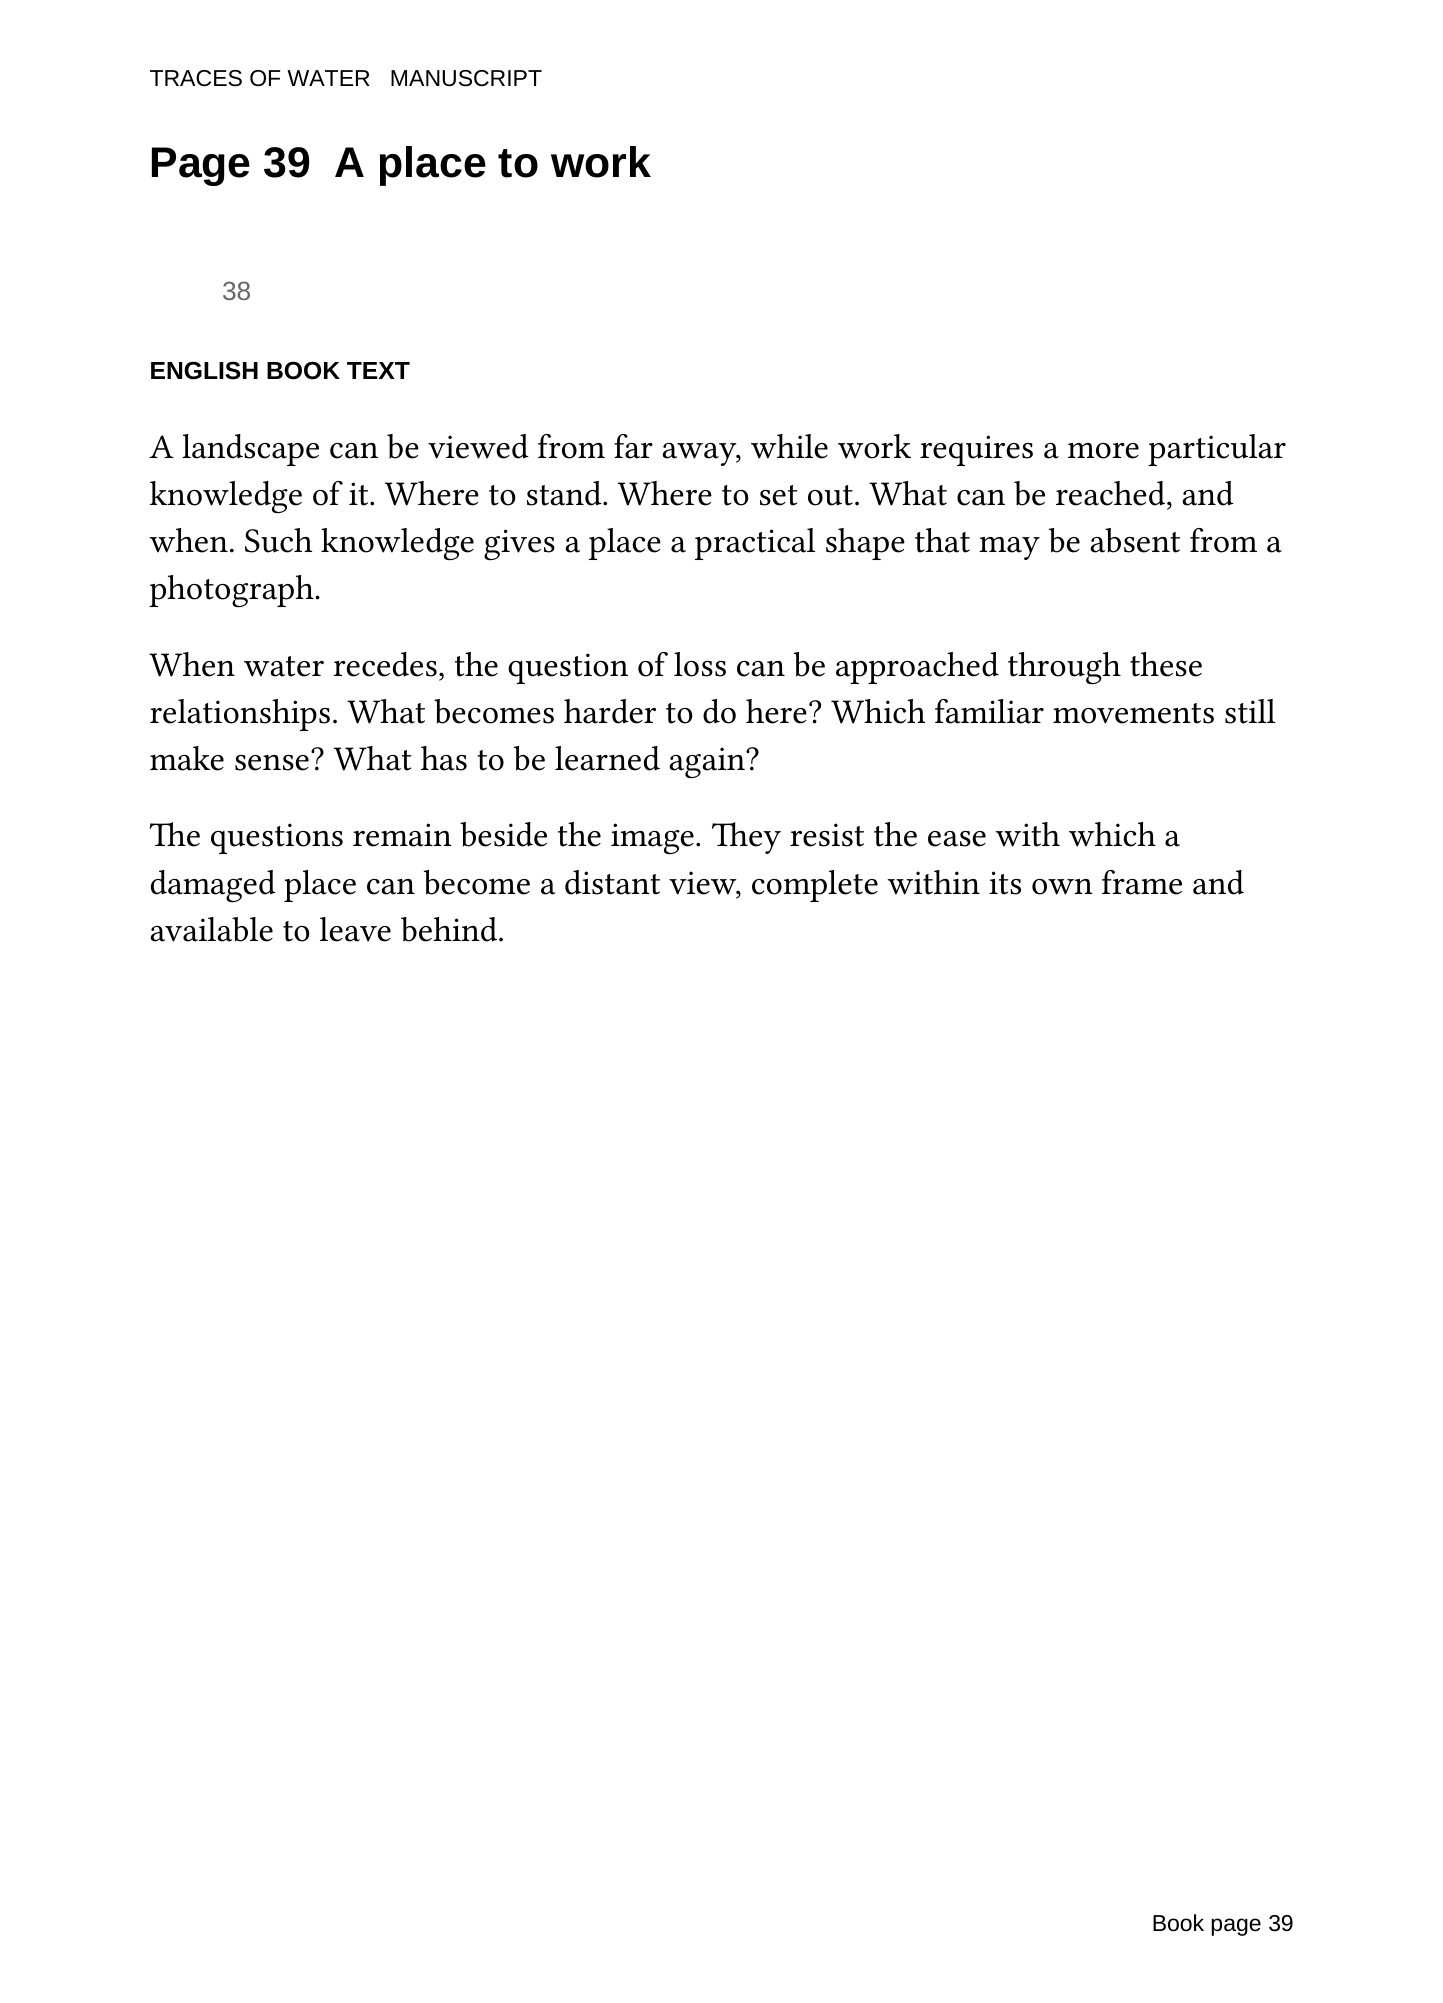 TRACES OF WATER MANUSCRIPT
Page 39 A place to work
38
ENGLISH BOOK TEXT
A landscape can be viewed from far away, while work requires a more particular
knowledge of it. Where to stand. Where to set out. What can be reached, and
when. Such knowledge gives a place a practical shape that may be absent from a
photograph.
When water recedes, the question of loss can be approached through these
relationships. What becomes harder to do here? Which familiar movements still
make sense? What has to be learned again?
The questions remain beside the image. They resist the ease with which a
damaged place can become a distant view, complete within its own frame and
available to leave behind.
Book page 39